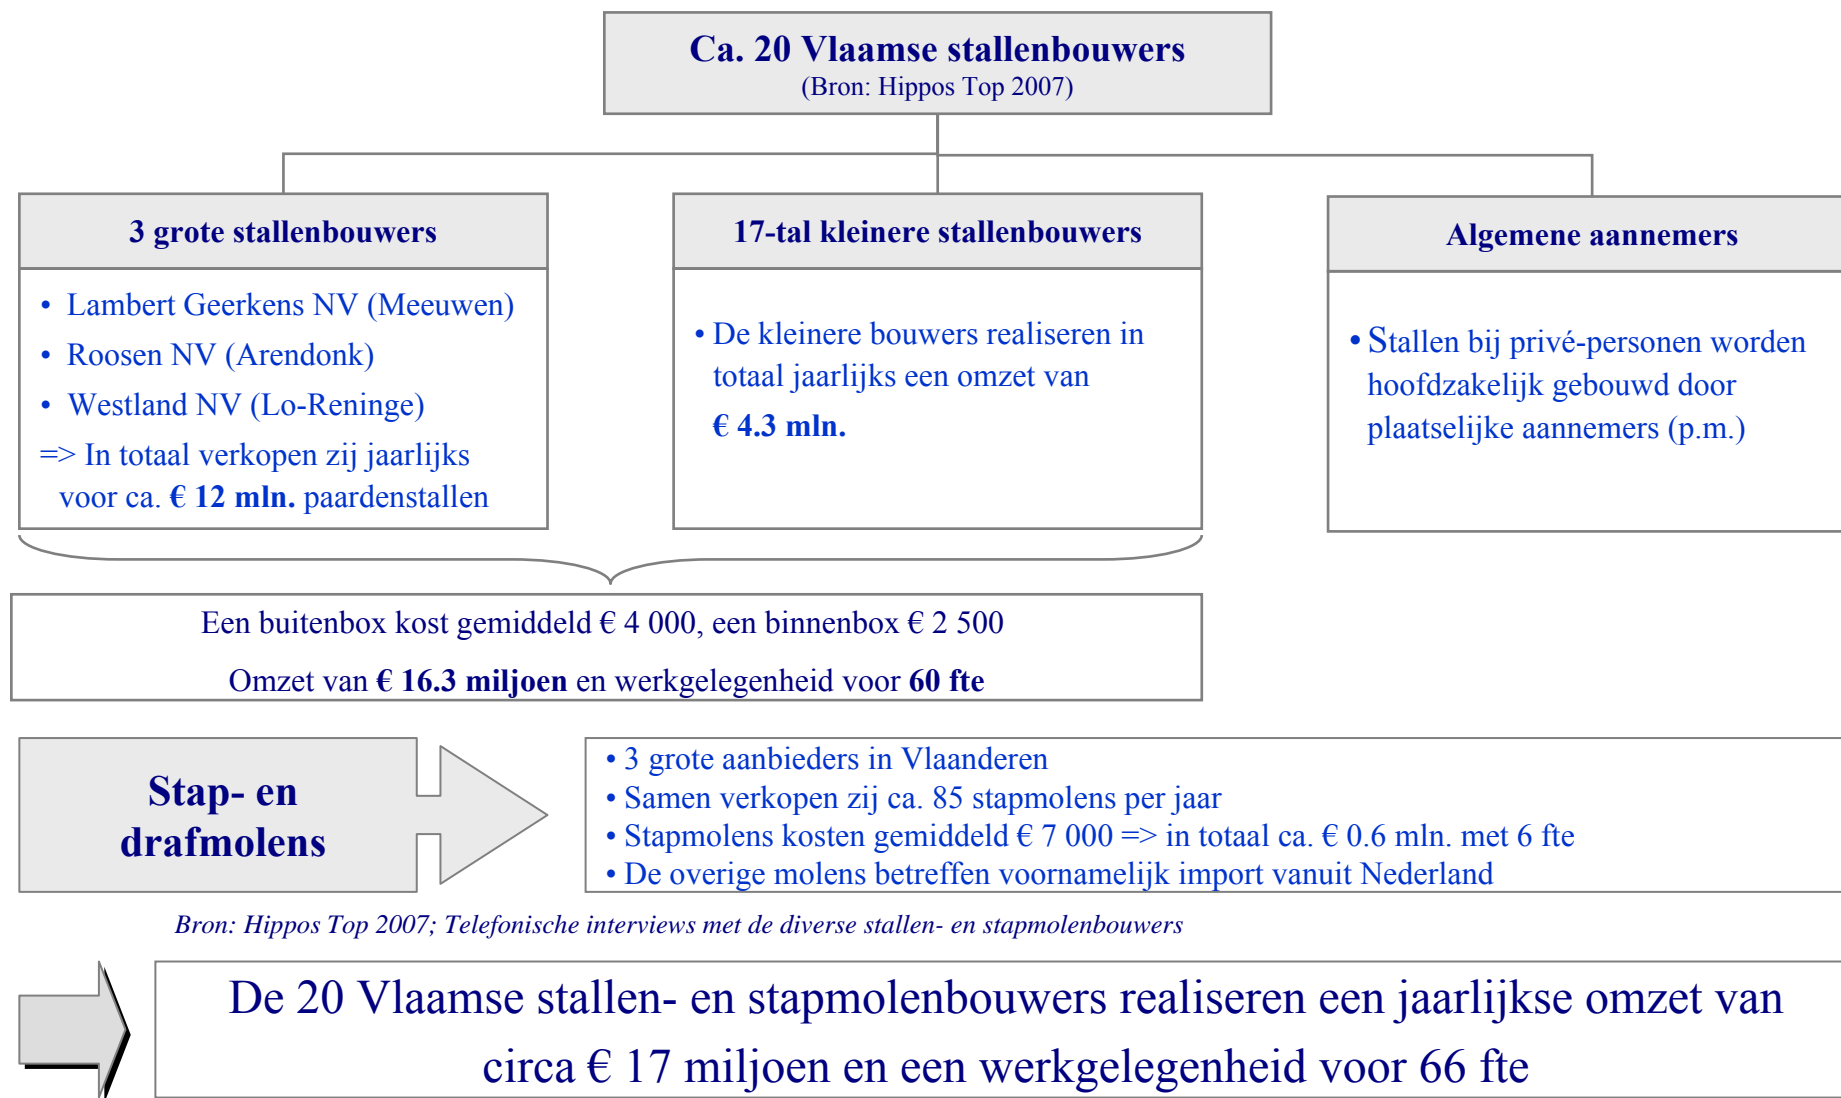 Ca. 20 Vlaamse stallenbouwers
(Bron: Hippos Top 2007)
3 grote stallenbouwers
• Lambert Geerkens NV (Meeuwen)
• Roosen NV (Arendonk)
• Westland NV (Lo-Reninge)
=> In totaal verkopen zij jaarlijks
voor ca. € 12 mln. paardenstallen
17-tal kleinere stallenbouwers
• De kleinere bouwers realiseren in
totaal jaarlijks een omzet van
€ 4.3 mln.
Algemene aannemers
• Stallen bij privé-personen worden
hoofdzakelijk gebouwd door
plaatselijke aannemers (p.m.)
Een buitenbox kost gemiddeld € 4 000, een binnenbox € 2 500
Omzet van € 16.3 miljoen en werkgelegenheid voor 60 fte
Stap- en
drafmolens
• 3 grote aanbieders in Vlaanderen
• Samen verkopen zij ca. 85 stapmolens per jaar
• Stapmolens kosten gemiddeld € 7 000 => in totaal ca. € 0.6 mln. met 6 fte
• De overige molens betreffen voornamelijk import vanuit Nederland
Bron: Hippos Top 2007; Telefonische interviews met de diverse stallen- en stapmolenbouwers
De 20 Vlaamse stallen- en stapmolenbouwers realiseren een jaarlijkse omzet van
circa € 17 miljoen en een werkgelegenheid voor 66 fte